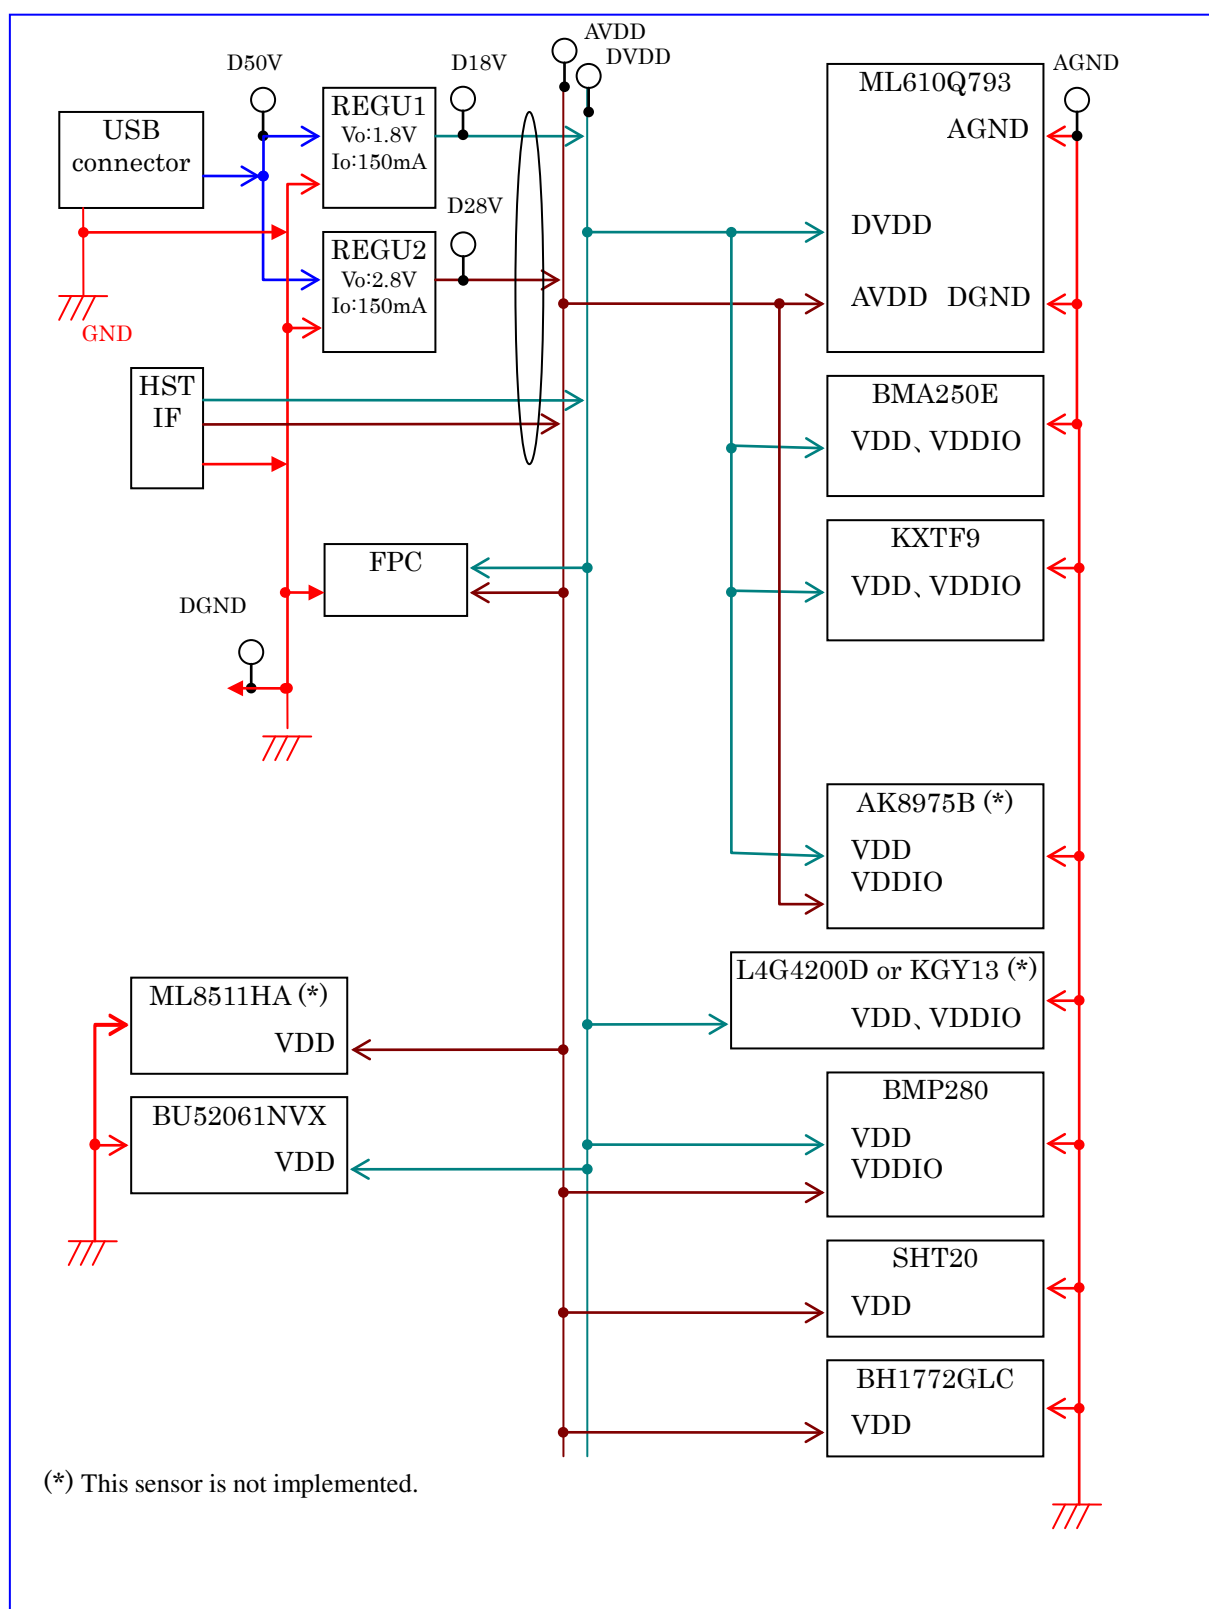 AVDD
DVDD
D50V
D18V
AGND
USB
connector
REGU1
Vo:1.8V
Io:150mA
ML610Q793
AGND
DVDD
AVDD
DGND
D28V
REGU2
Vo:2.8V
Io:150mA
GND
HST
IF
BMA250E
VDD、VDDIO
FPC
KXTF9
VDD、VDDIO
DGND
AK8975B (*)
VDD
VDDIO
L4G4200D or KGY13 (*)
VDD、VDDIO
ML8511HA (*)
VDD
BU52061NVX
VDD
BMP280
VDD
VDDIO
SHT20
VDD
BH1772GLC
VDD
(*) This sensor is not implemented.